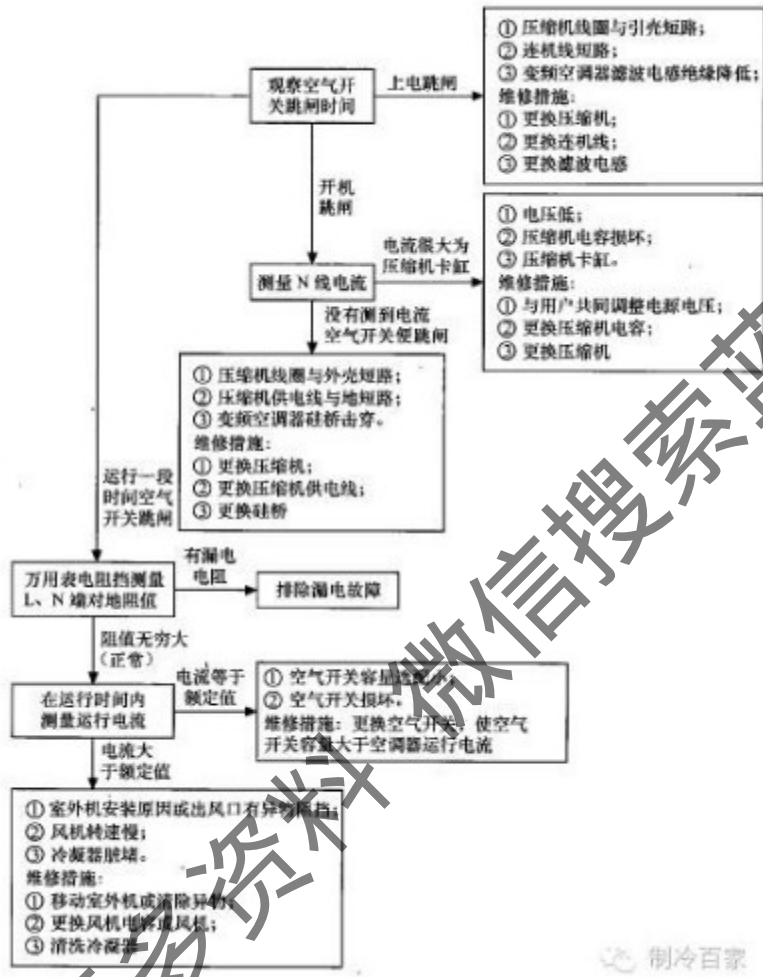 观察空气开
关跳闸时间
上电跳闸
① 压缩机线圈与引壳短路；
② 连机线短路；
③ 变频空调器滤波电感绝缘降低；
维修措施：
① 更换压缩机；
② 更换连机线；
③ 更换滤波电感
开机
跳闸
测量 N 线电流
电流很大为
压缩机卡缸
① 电压低；
② 压缩机电容损坏；
③ 压缩机卡缸。
维修措施：
① 与用户共同调整电源电压；
② 更换压缩机电容；
③ 更换压缩机
没有测到电流
空气开关便跳闸
① 压缩机线圈与外壳短路；
② 压缩机供电线与地短路；
③ 变频空调器硅桥击穿。
维修措施：
① 更换压缩机；
② 更换压缩机供电线；
③ 更换硅桥
运行一段
时间空气
开关跳闸
万用表电阻挡测量
L、N 端对地阻值
有漏电
电阻
排除漏电故障
阻值无穷大
（正常）
在运行时间内
测量运行电流
电流等于
额定值
① 空气开关容量选配小；
② 空气开关损坏。
维修措施：更换空气开关，使空气
开关容量大于空调器运行电流
电流大
于额定值
① 室外机安装原因或出风口有异物阻挡；
② 风机转速慢；
③ 冷凝器脏堵。
维修措施：
① 移动室外机或清除异物；
② 更换风机电容或风机；
③ 清洗冷凝器
多资料 微信搜索蓝
制冷百家